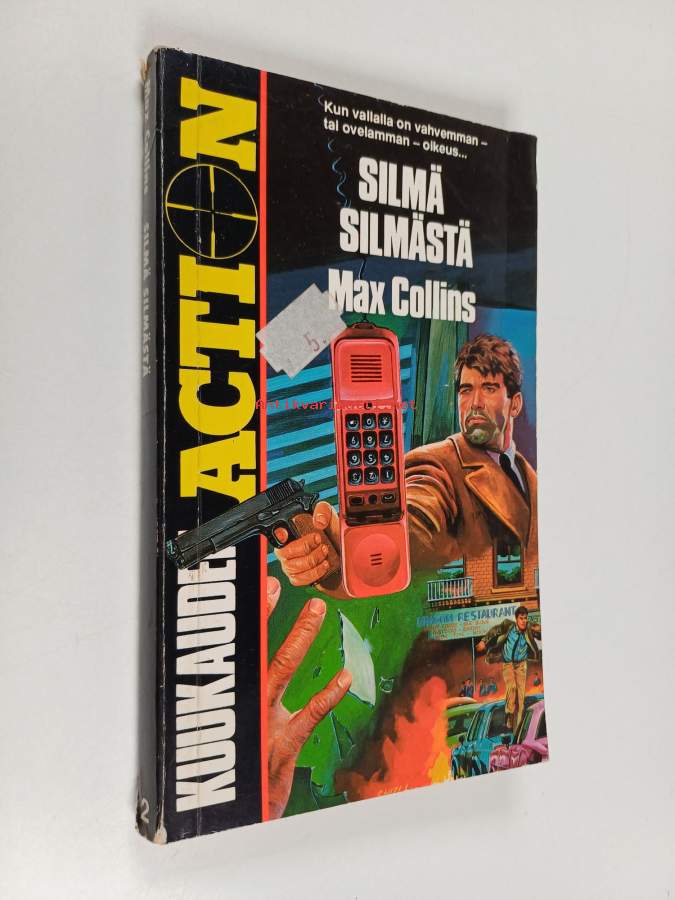 Max Collins SILMÄ SILMÄSTÄ
2
KUUKAUDEN ACTION
Kun vallalla on vahvemman –
tai ovelamman – oikeus...
SILMÄ
SILMÄSTÄ
Max Collins
5.
RESTAURANT